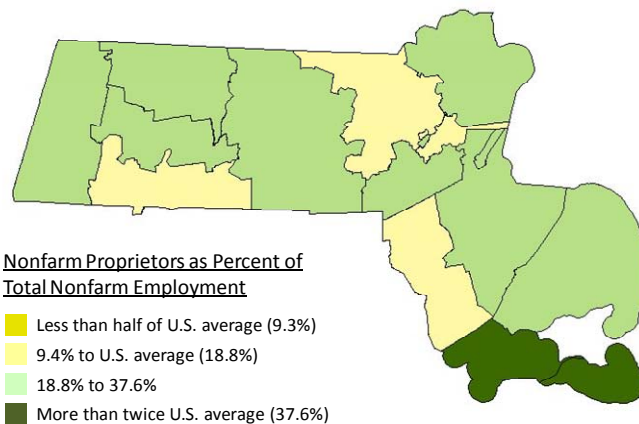 Nonfarm Proprietors as Percent of
Total Nonfarm Employment
Less than half of U.S. average (9.3%)
9.4% to U.S. average (18.8%)
18.8% to 37.6%
More than twice U.S. average (37.6%)